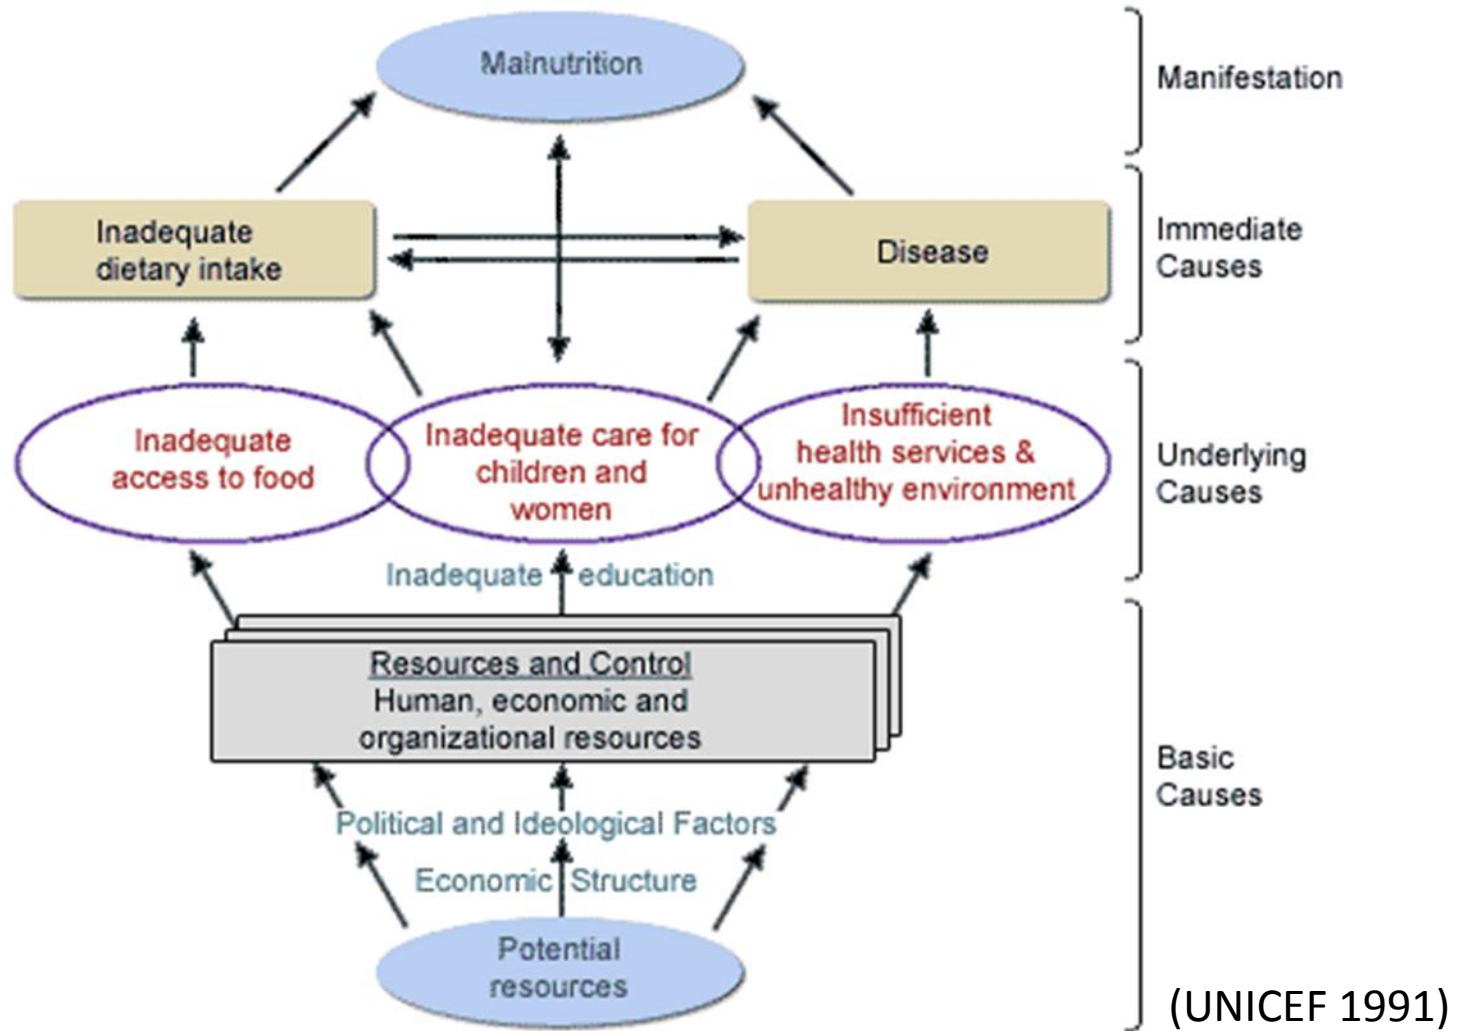 Malnutrition
Manifestation
Inadequate
dietary intake
Disease
Immediate
Causes
Inadequate
access to food
Inadequate care for
children and
women
Insufficient
health services &
unhealthy environment
Underlying
Causes
Inadequate education
Resources and Control
Human, economic and
organizational resources
Political and Ideological Factors
Economic Structure
Basic
Causes
Potential
resources
(UNICEF 1991)